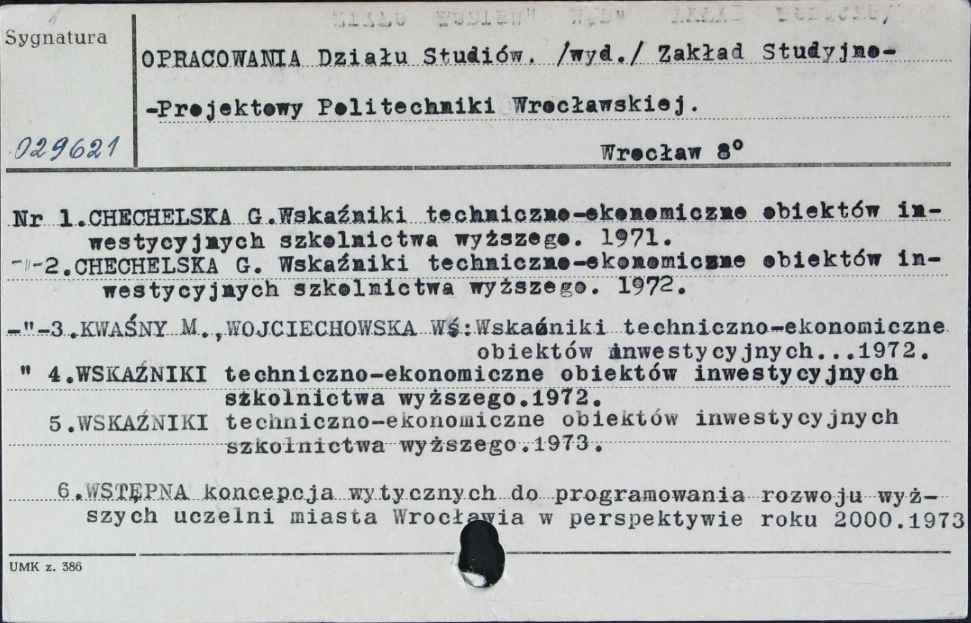 Sygnatura
OPRACOWANIA Działu Studiów. /wyd./ Zakład Studyjno-
-Projektowy Politechniki Wrocławskiej.
029621
Wrocław 8°
Nr 1.CHECHELSKA G.Wskaźniki techniczno-ekonomiczne obiektów in-
westycyjnych szkolnictwa wyższego. 1971.
-"-2.CHECHELSKA G. Wskaźniki techniczno-ekonomiczne obiektów in-
westycyjnych szkolnictwa wyższego. 1972.
-"-3.KWAŚNY M.,WOJCIECHOWSKA WŚ:Wskaźniki techniczno-ekonomiczne
obiektów inwestycyjnych...1972.
" 4.WSKAŹNIKI techniczno-ekonomiczne obiektów inwestycyjnych
szkolnictwa wyższego.1972.
5.WSKAŹNIKI techniczno-ekonomiczne obiektów inwestycyjnych
szkolnictwa wyższego.1973.
6.WSTĘPNA koncepcja wytycznych do programowania rozwoju wyż-
szych uczelni miasta Wrocławia w perspektywie roku 2000.1973
UMK z. 386